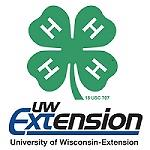 H H
H H
18 USC 707
UW
Extension
University of Wisconsin-Extension